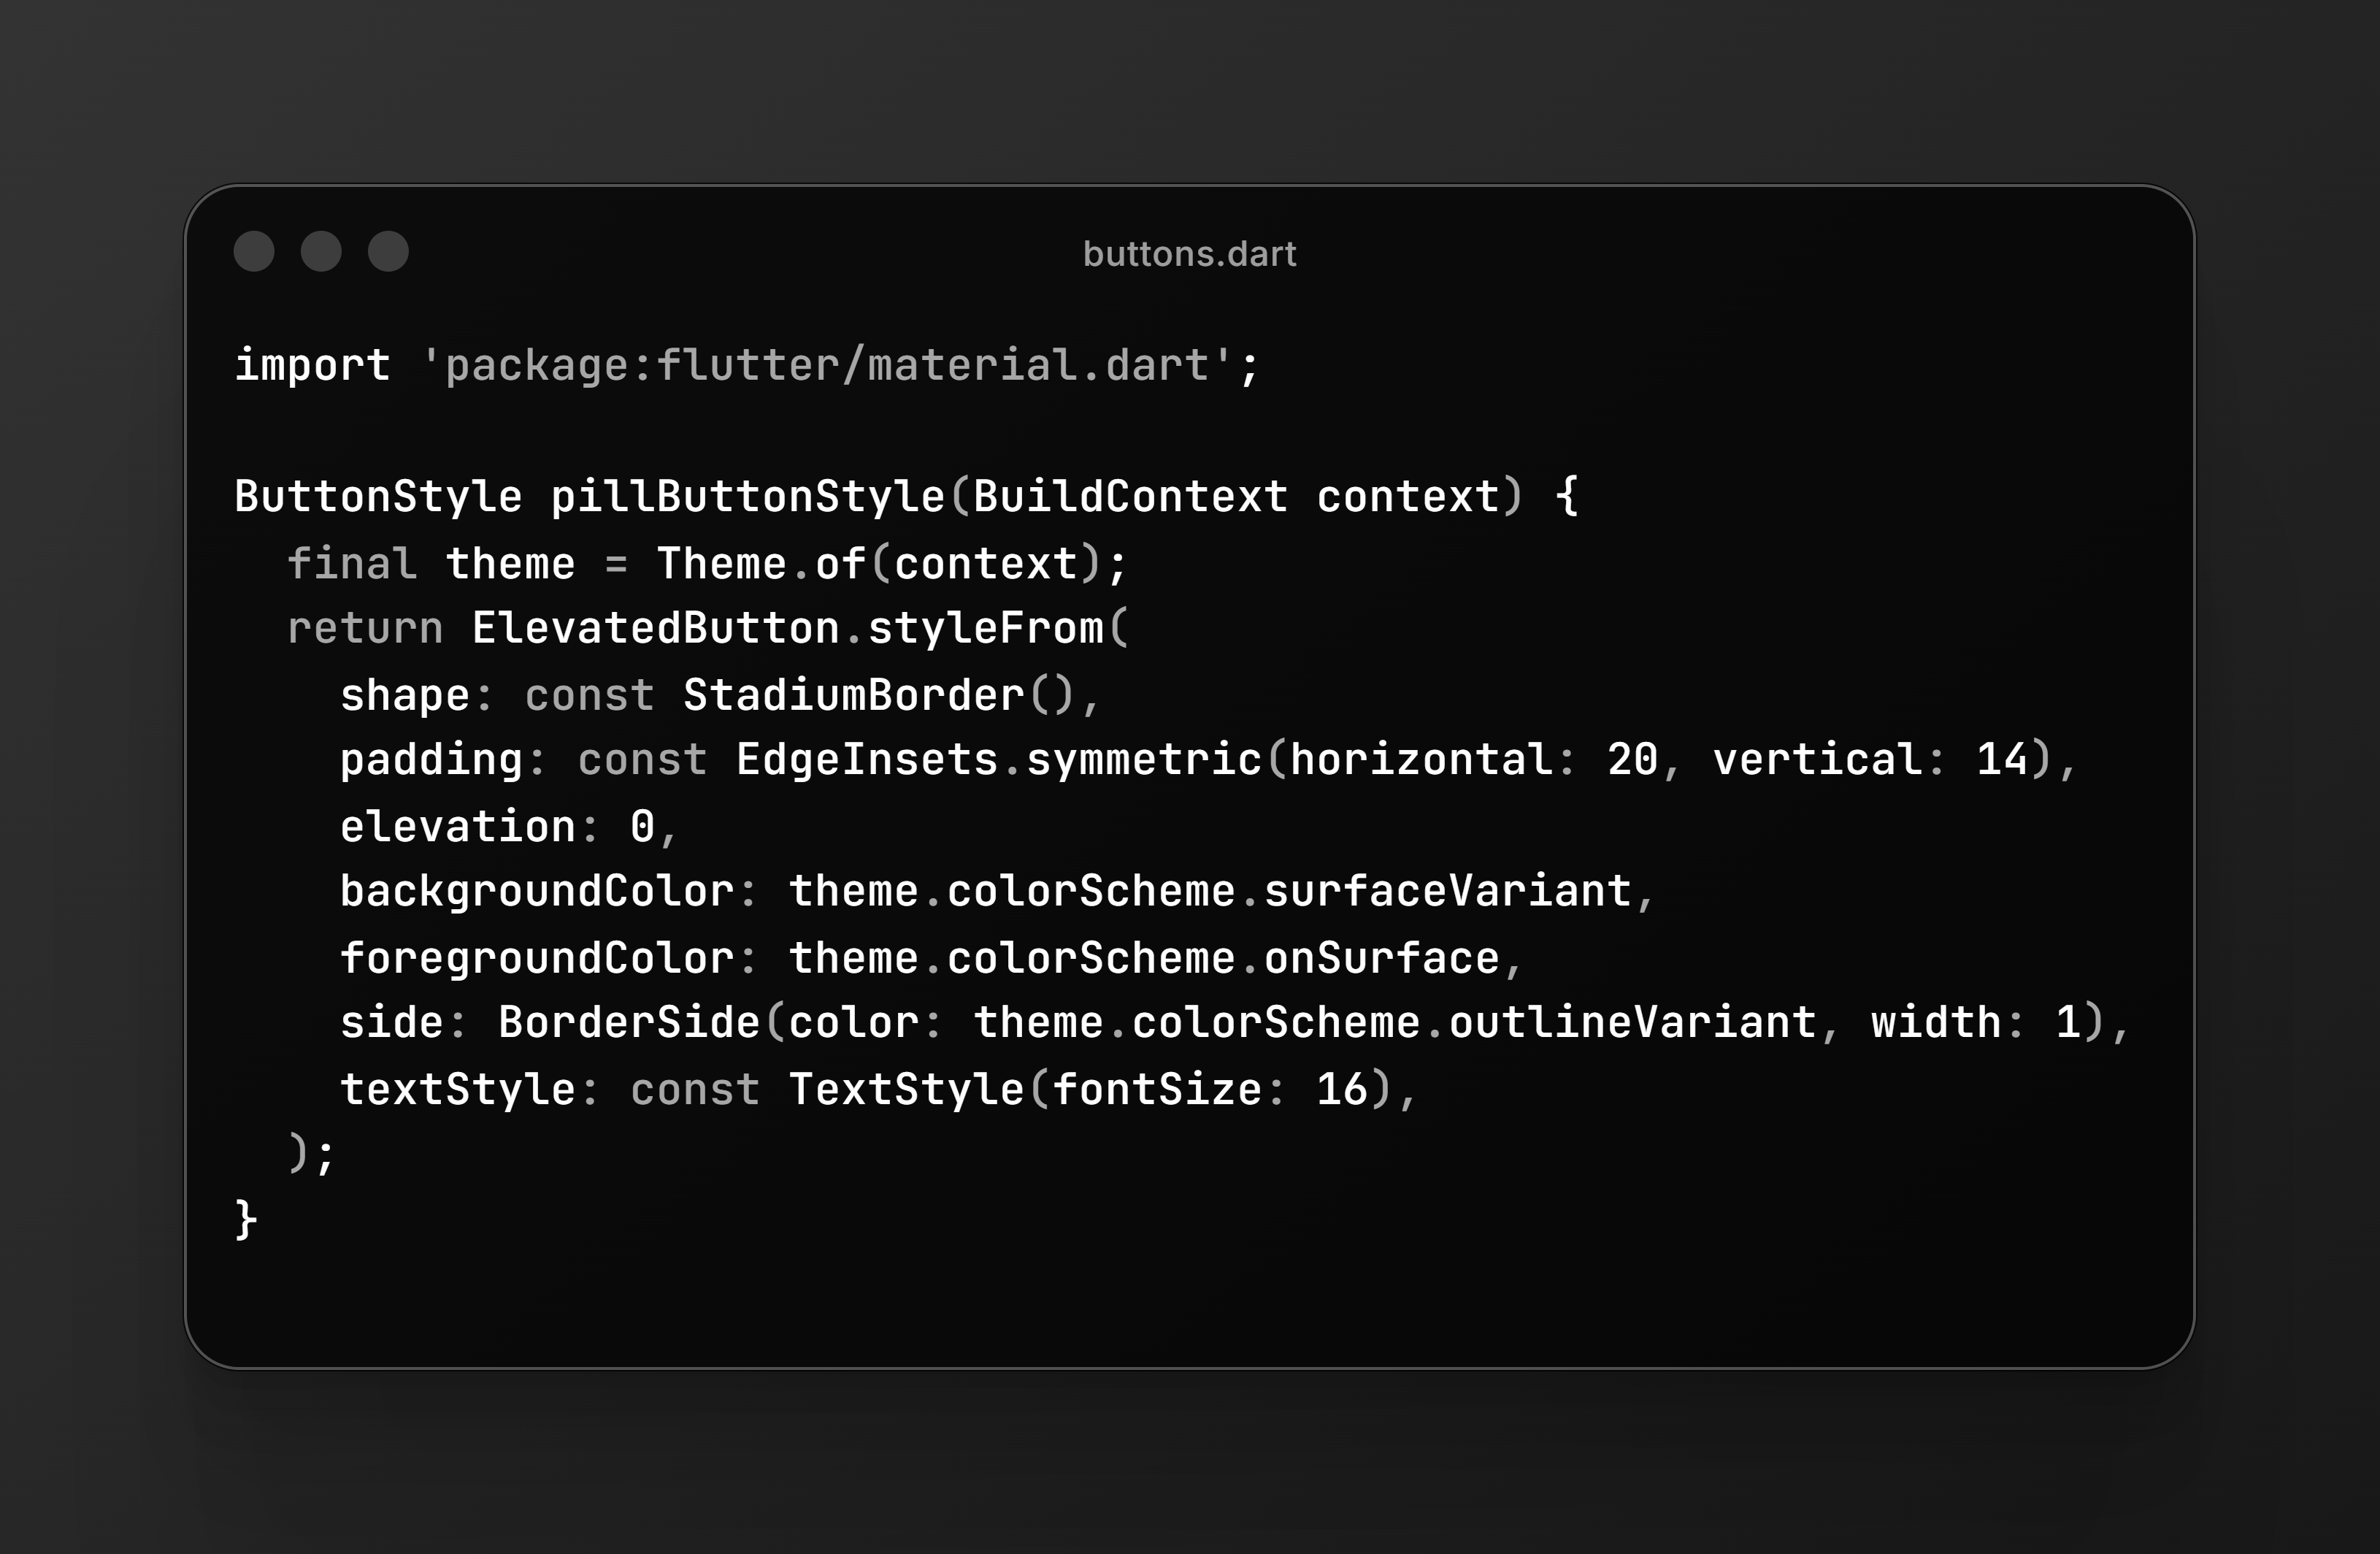 buttons.dart
import 'package:flutter/material.dart';
ButtonStyle pillButtonStyle(BuildContext context) {
  final theme = Theme.of(context);
  return ElevatedButton.styleFrom(
    shape: const StadiumBorder(),
    padding: const EdgeInsets.symmetric(horizontal: 20, vertical: 14),
    elevation: 0,
    backgroundColor: theme.colorScheme.surfaceVariant,
    foregroundColor: theme.colorScheme.onSurface,
    side: BorderSide(color: theme.colorScheme.outlineVariant, width: 1),
    textStyle: const TextStyle(fontSize: 16),
  );
}